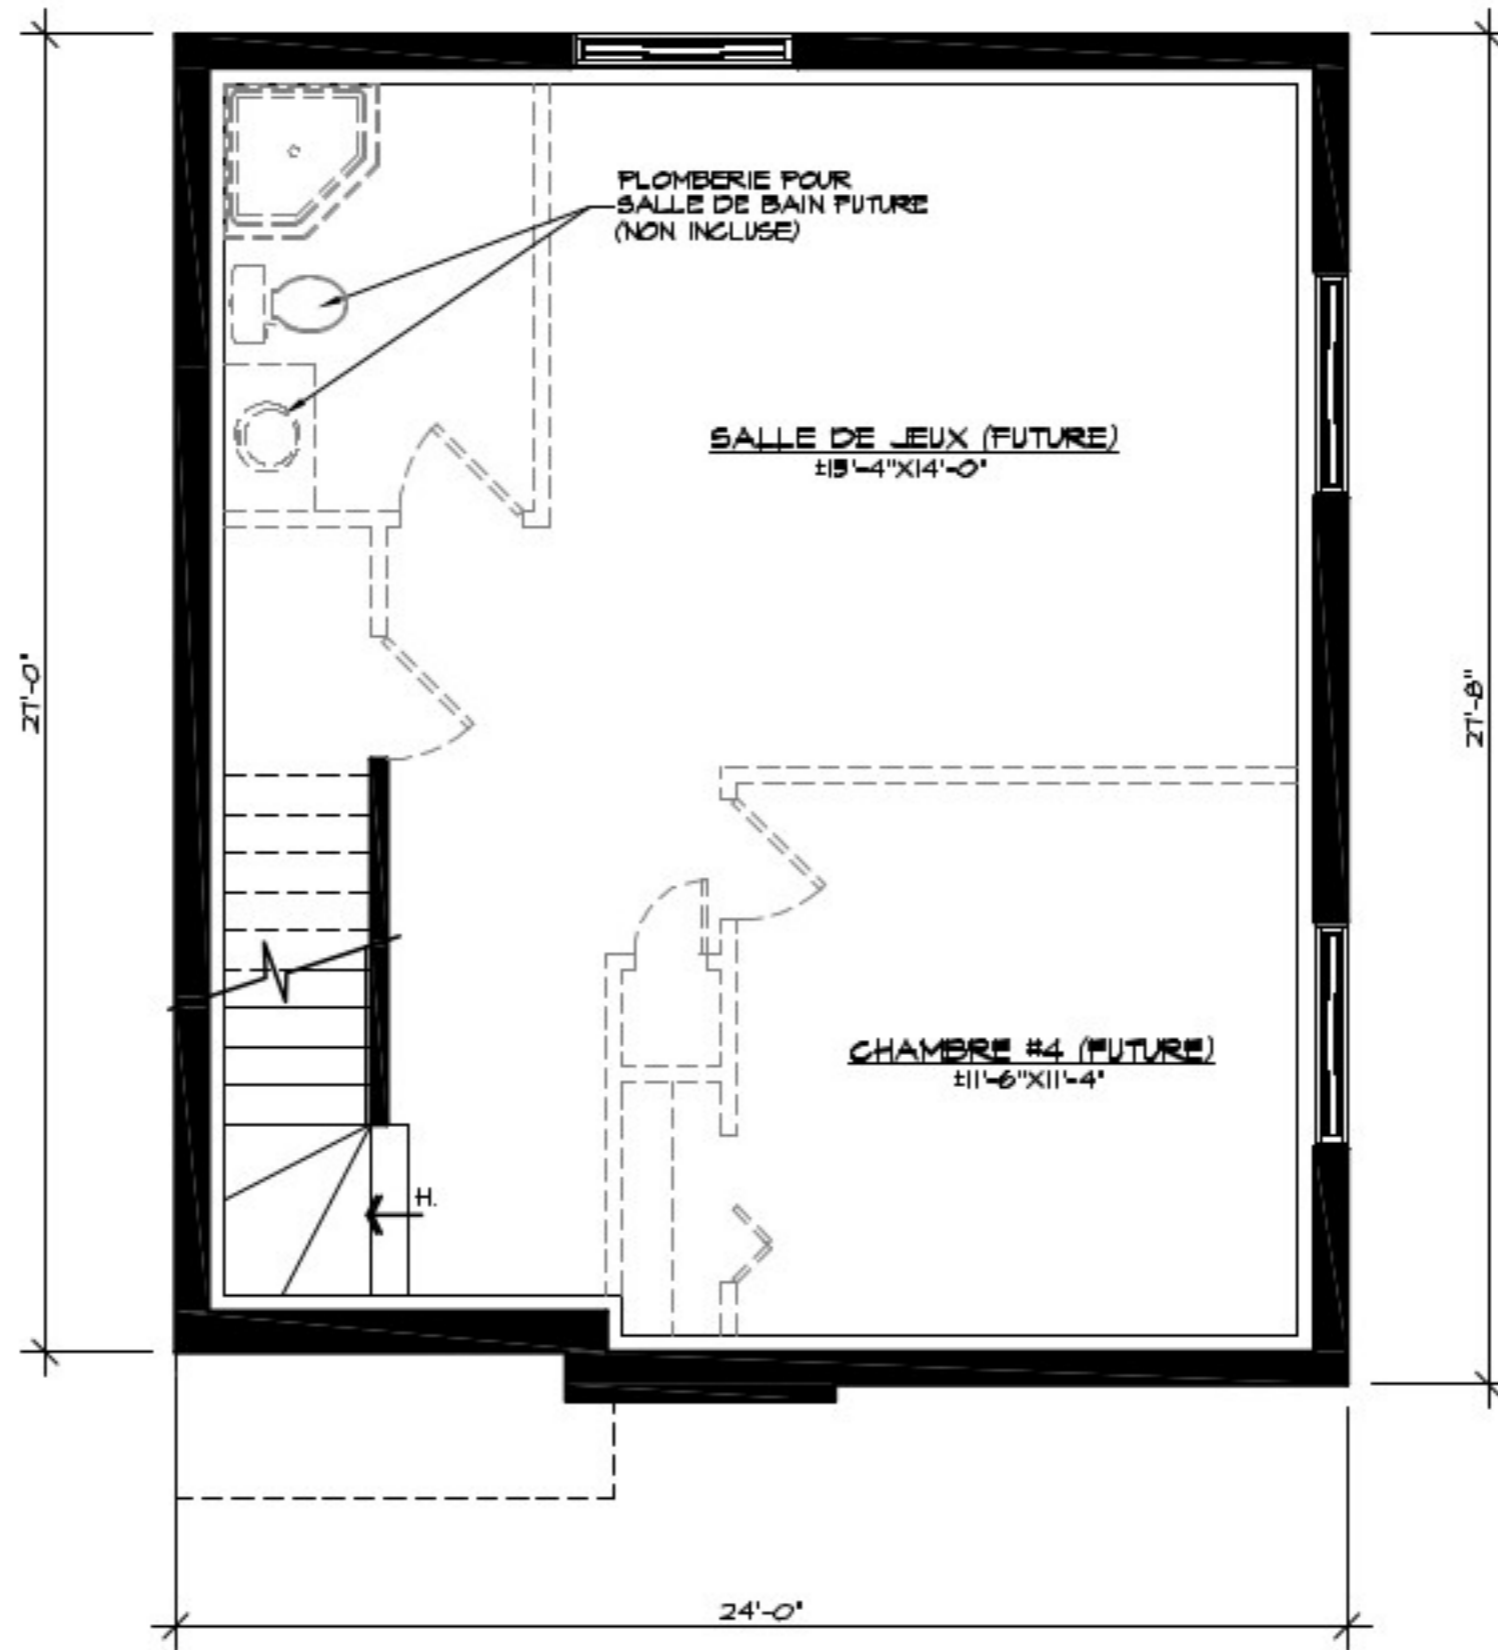 PLOMBERIE POUR
SALLE DE BAIN FUTURE
(NON INCLUSE)
SALLE DE JEUX (FUTURE)
±15'-4"X14'-0"
27'-0"
27'-8"
CHAMBRE #4 (FUTURE)
±11'-6"X11'-4"
H.
24'-0"